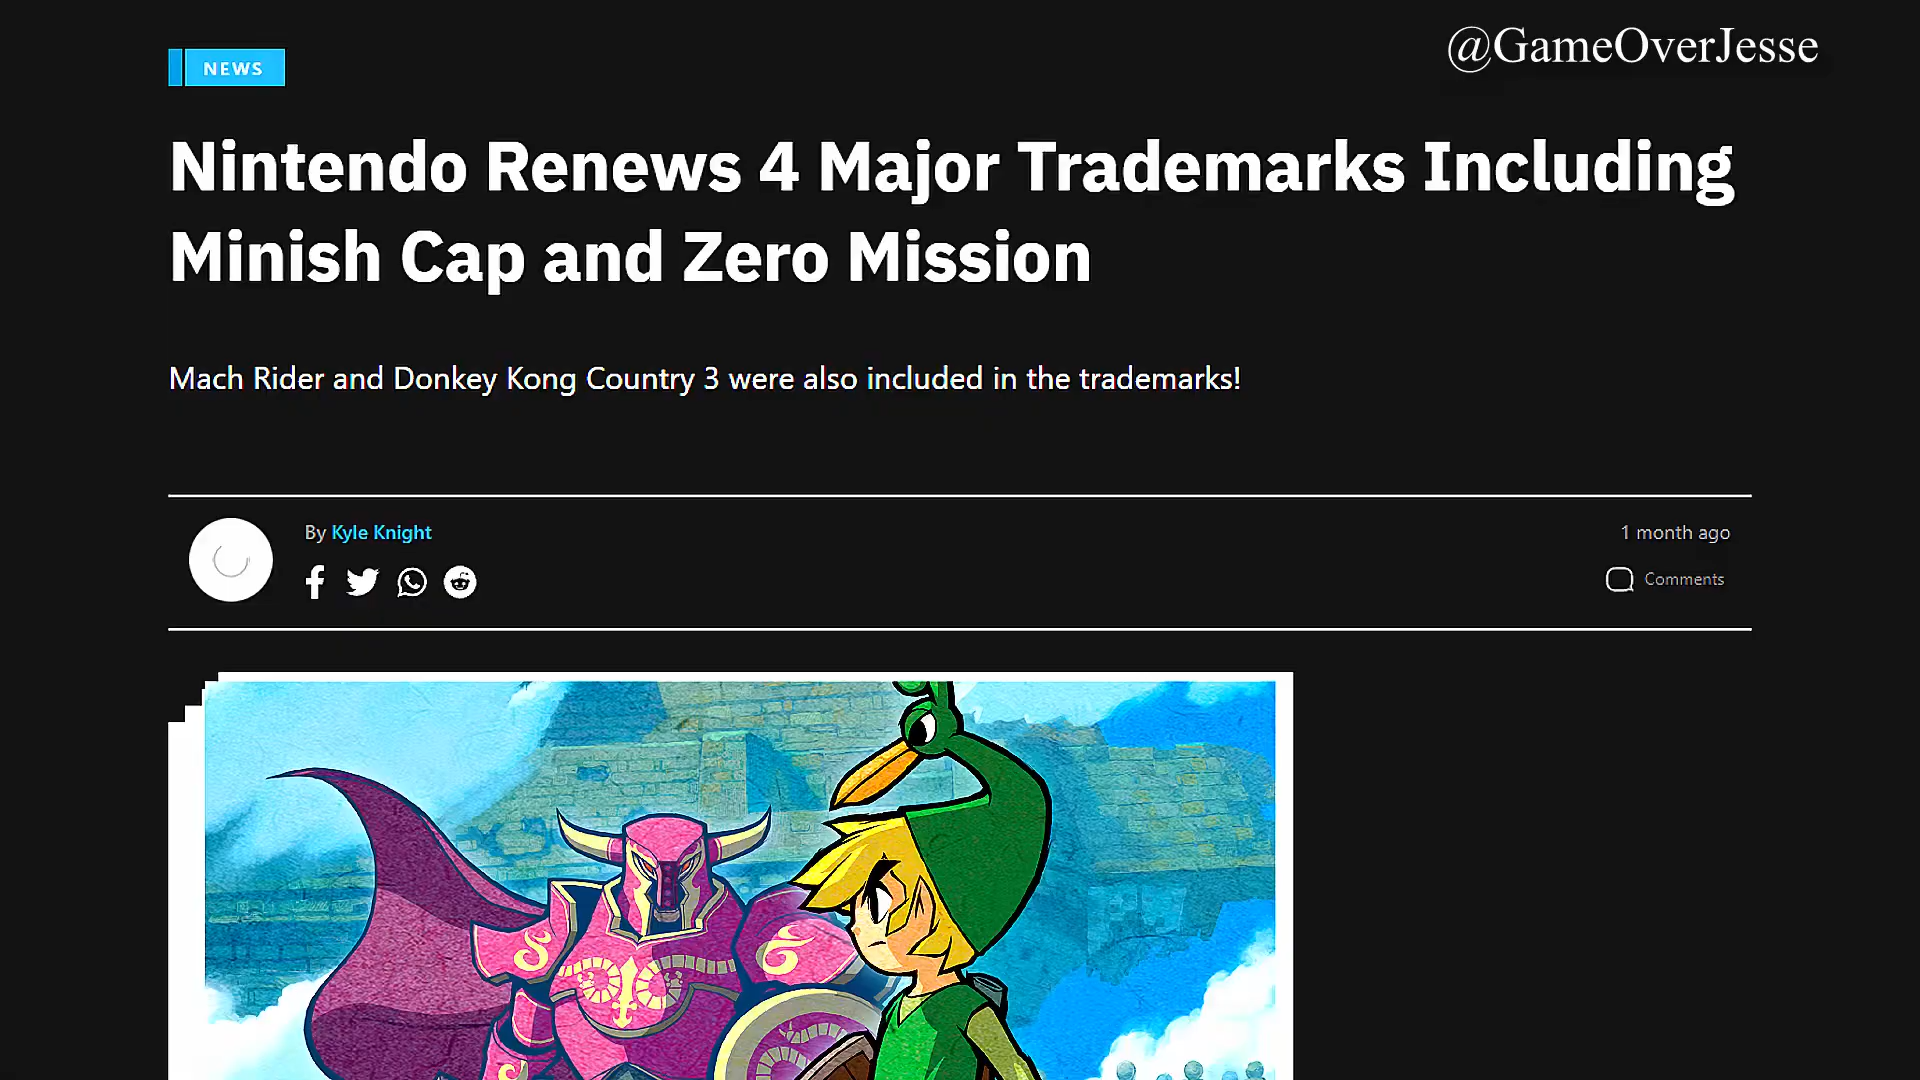 @GameOverJesse
NEWS
Nintendo Renews 4 Major Trademarks Including
Minish Cap and Zero Mission
Mach Rider and Donkey Kong Country 3 were also included in the trademarks!
By Kyle Knight
1 month ago
Comments